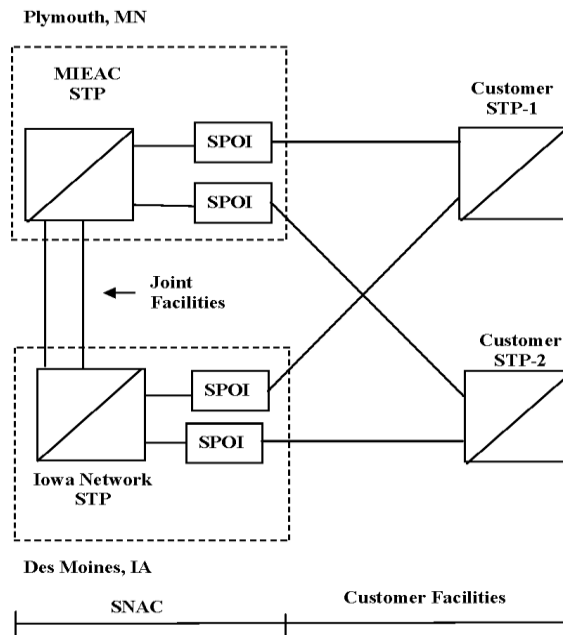 Plymouth, MN
MIEAC
STP
Customer
STP-1
SPOI
SPOI
Joint
Facilities
Customer
STP-2
SPOI
SPOI
Iowa Network
STP
Des Moines, IA
SNAC
Customer Facilities